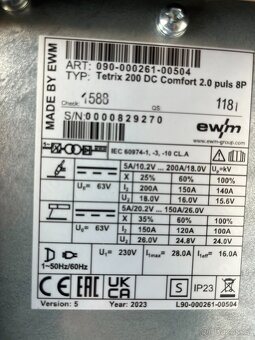 MADE BY EWM
ART: 090-000261-00504
TYP: Tetrix 200 DC Comfort 2.0 puls 8P
Check 1588 QS: 118
S/N: 0000829270
ewm
www.ewm-group.com
IEC 60974-1, -3, -10 CL.A
5A/10.2V ... 200A/18.0V
X 25% 60% 100%
U₀= 63V I₂ 200A 150A 140A
U₂ 18.0V 16.0V 15.6V
5A/20.2V ... 150A/26.0V
X 35% 60% 100%
U₀= 63V I₂ 150A 120A 100A
U₂ 26.0V 24.8V 24.0V
U₁= 230V I₁max= 28.0A I₁eff= 16.0A
1~50Hz/60Hz
CE EAC UK CA S IP23
Version: 5 Year: 2023 L90-000261-00504